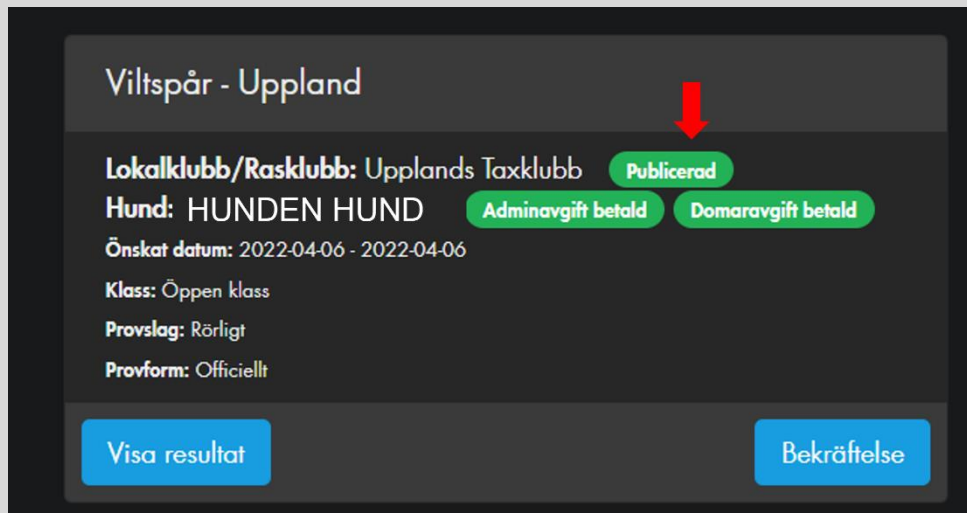 Viltspår - Uppland
Lokalklubb/Rasklubb: Upplands Taxklubb Publicerad
Hund: HUNDEN HUND Adminavgift betald Domaravgift betald
Önskat datum: 2022-04-06 - 2022-04-06
Klass: Öppen klass
Provslag: Rörligt
Provform: Officiellt
Visa resultat Bekräftelse